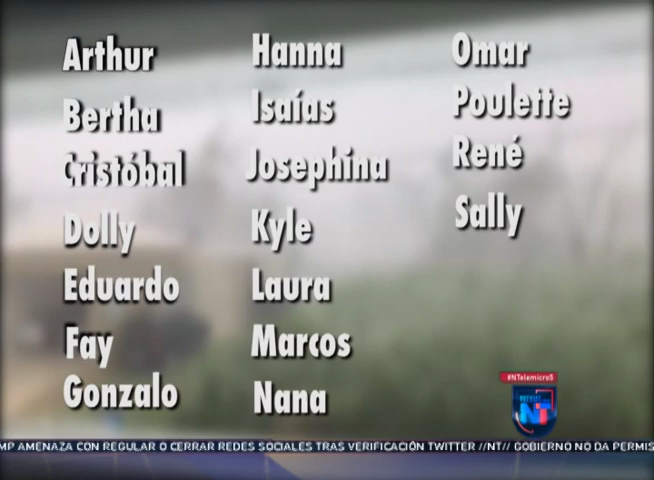 Arthur
Bertha
Cristóbal
Dolly
Eduardo
Fay
Gonzalo
Hanna
Isaías
Josephina
Kyle
Laura
Marcos
Nana
Omar
Poulette
René
Sally
#NTelemicro5
NT
MP AMENAZA CON REGULAR O CERRAR REDES SOCIALES TRAS VERIFICACIÓN TWITTER //NT// GOBIERNO NO DA PERMIS